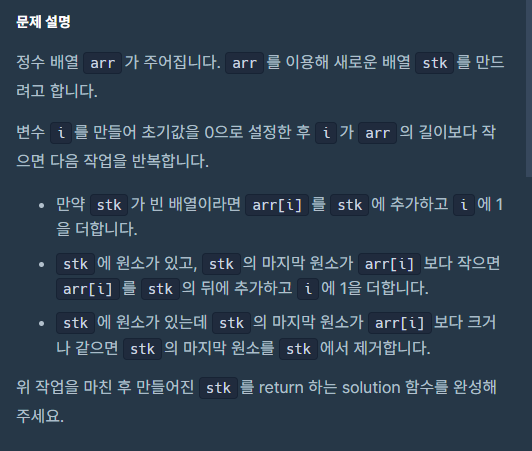 문제 설명
정수 배열 arr 가 주어집니다. arr 를 이용해 새로운 배열 stk 를 만드
려고 합니다.
변수 i 를 만들어 초기값을 0으로 설정한 후 i 가 arr 의 길이보다 작
으면 다음 작업을 반복합니다.
• 만약 stk 가 빈 배열이라면 arr[i] 를 stk 에 추가하고 i 에 1
을 더합니다.
• stk 에 원소가 있고, stk 의 마지막 원소가 arr[i] 보다 작으면
arr[i] 를 stk 의 뒤에 추가하고 i 에 1을 더합니다.
• stk 에 원소가 있는데 stk 의 마지막 원소가 arr[i] 보다 크거
나 같으면 stk 의 마지막 원소를 stk 에서 제거합니다.
위 작업을 마친 후 만들어진 stk 를 return 하는 solution 함수를 완성해
주세요.